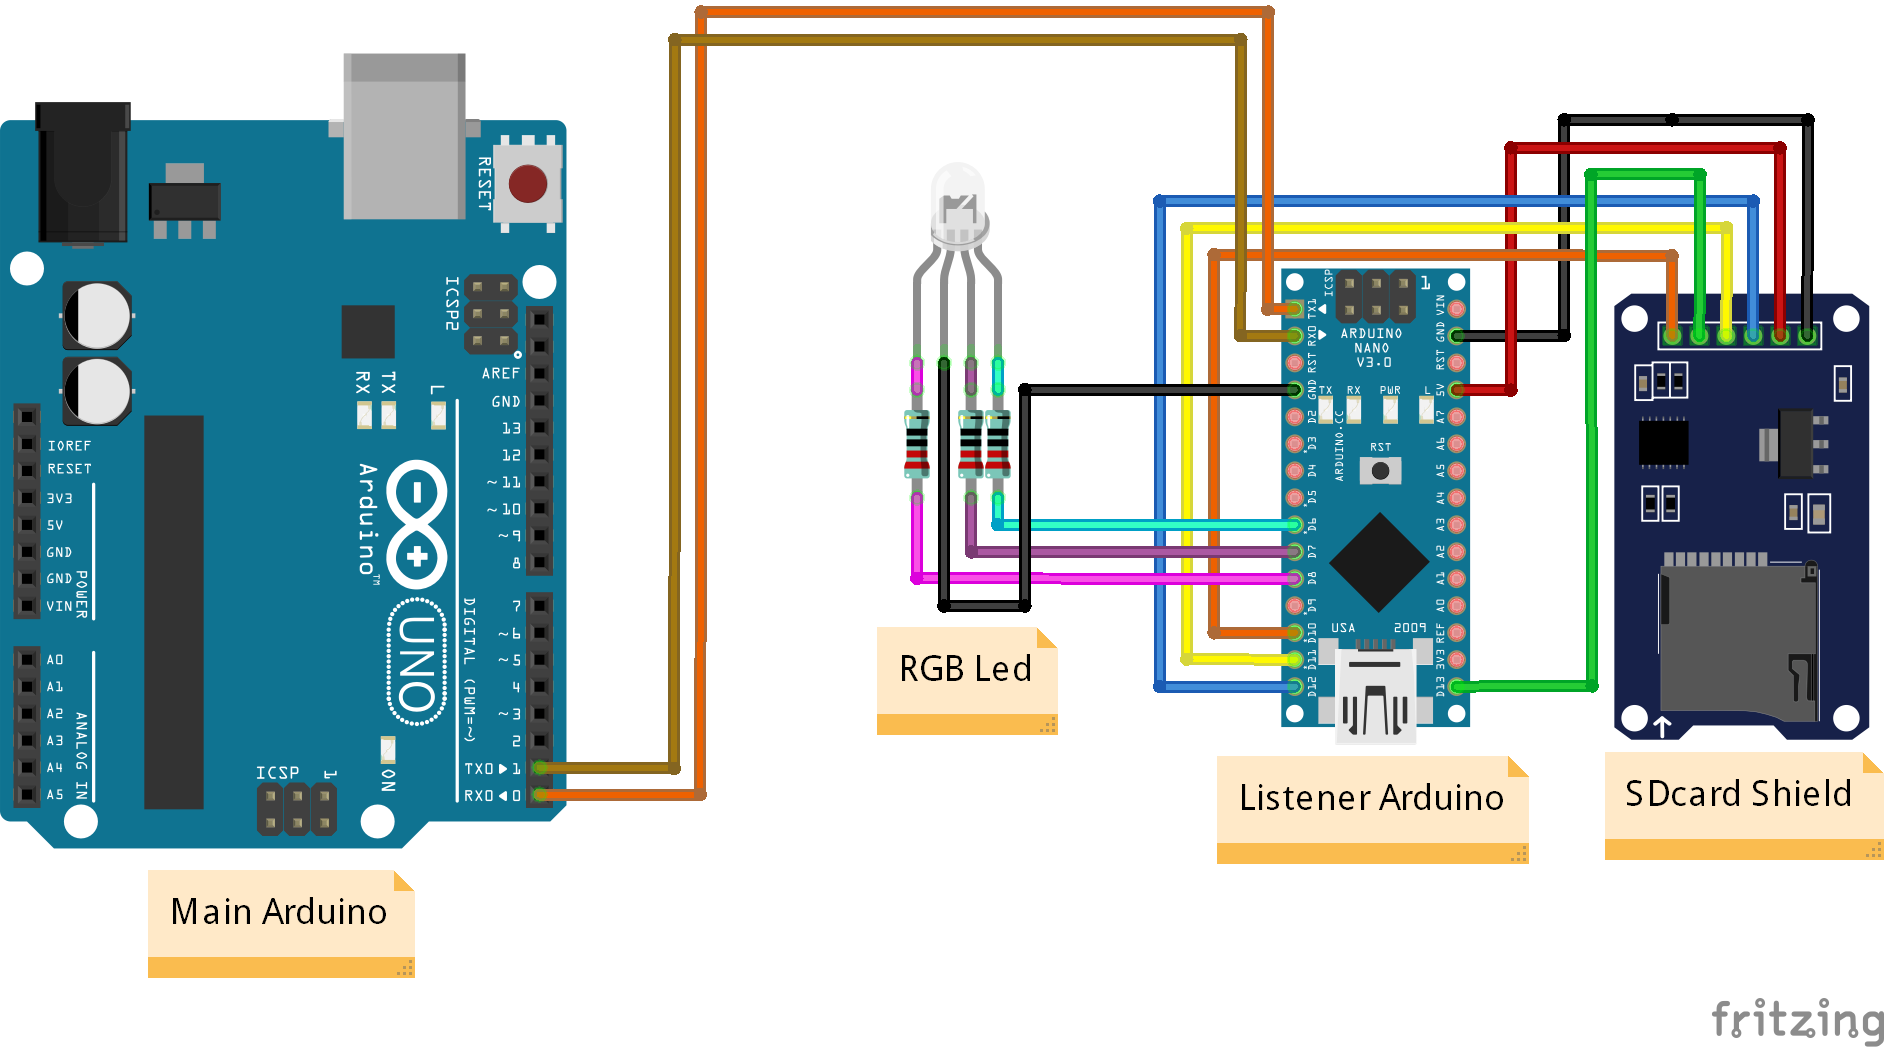 RESET
ICSP2
AREF
GND
13
12
~11
~10
~9
8
7
~6
~5
4
~3
2
TX0 1
RX0 0
DIGITAL (PWM=~)
RX
TX
L
IOREF
RESET
3V3
5V
GND
GND
VIN
POWER
A0
A1
A2
A3
A4
A5
ANALOG IN
Arduino™
UNO
ON
ICSP
1
Main Arduino
RGB Led
ICSP
1
TX1
RX0
RST
GND
D2
D3
D4
D5
D6
D7
D8
D9
D10
D11
D12
ARDUINO
NANO
V3.0
TX
RX
PWR
L
ARDUINO.CC
RST
USA
2009
VIN
GND
RST
5V
A7
A6
A5
A4
A3
A2
A1
A0
REF
3V3
D13
Listener Arduino
SDcard Shield
fritzing